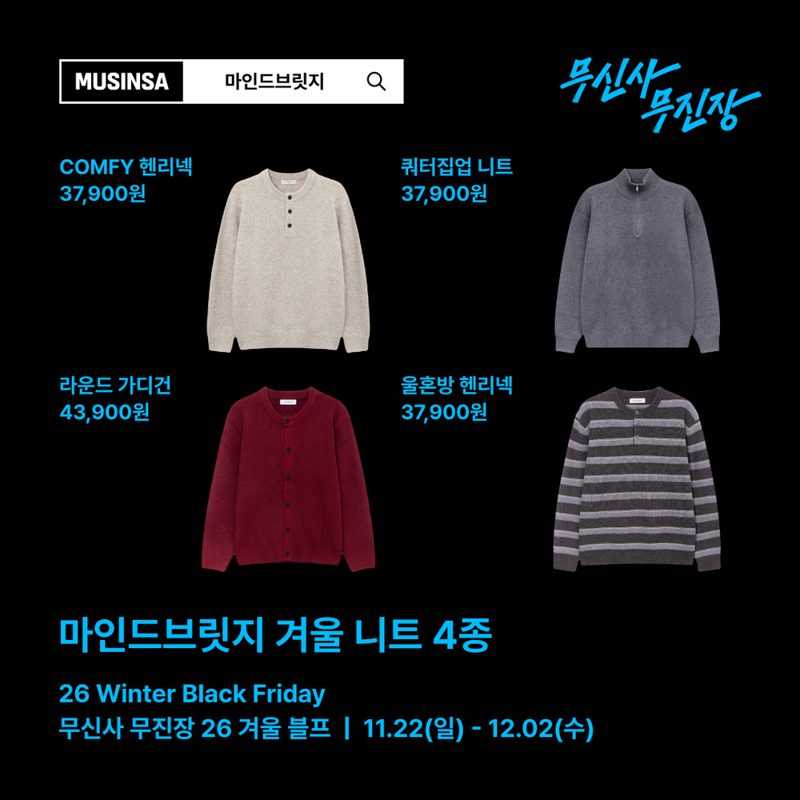 MUSINSA 마인드브릿지
무신사
무진장
COMFY 헨리넥
37,900원
쿼터집업 니트
37,900원
라운드 가디건
43,900원
울혼방 헨리넥
37,900원
마인드브릿지 겨울 니트 4종
26 Winter Black Friday
무신사 무진장 26 겨울 블프 | 11.22(일) - 12.02(수)